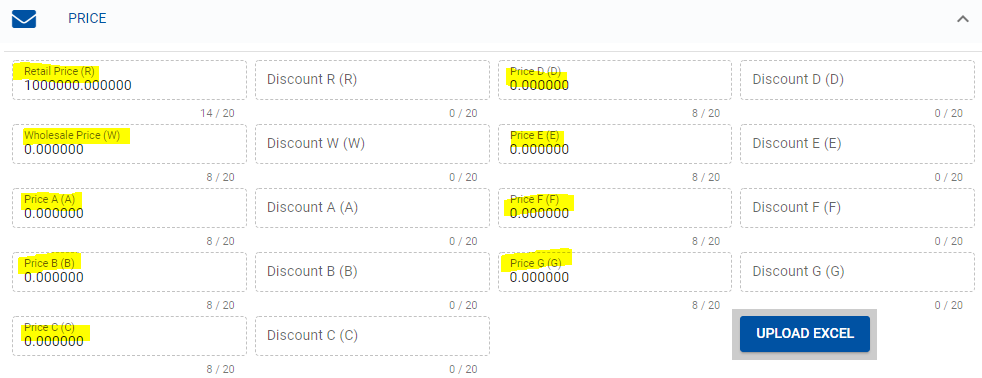 PRICE
Retail Price (R)
1000000.000000
14 / 20
Discount R (R)
0 / 20
Price D (D)
0.000000
8 / 20
Discount D (D)
0 / 20
Wholesale Price (W)
0.000000
8 / 20
Discount W (W)
0 / 20
Price E (E)
0.000000
8 / 20
Discount E (E)
0 / 20
Price A (A)
0.000000
8 / 20
Discount A (A)
0 / 20
Price F (F)
0.000000
8 / 20
Discount F (F)
0 / 20
Price B (B)
0.000000
8 / 20
Discount B (B)
0 / 20
Price G (G)
0.000000
8 / 20
Discount G (G)
0 / 20
Price C (C)
0.000000
8 / 20
Discount C (C)
0 / 20
UPLOAD EXCEL